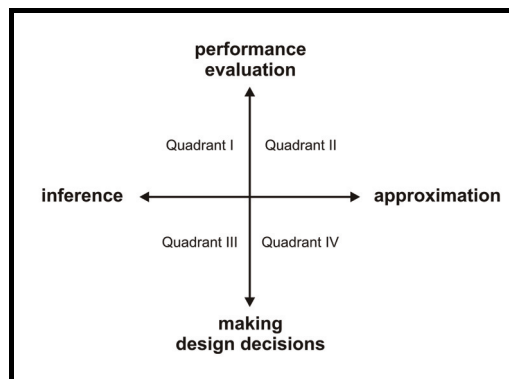 performance
evaluation
Quadrant I
Quadrant II
inference
approximation
Quadrant III
Quadrant IV
making
design decisions